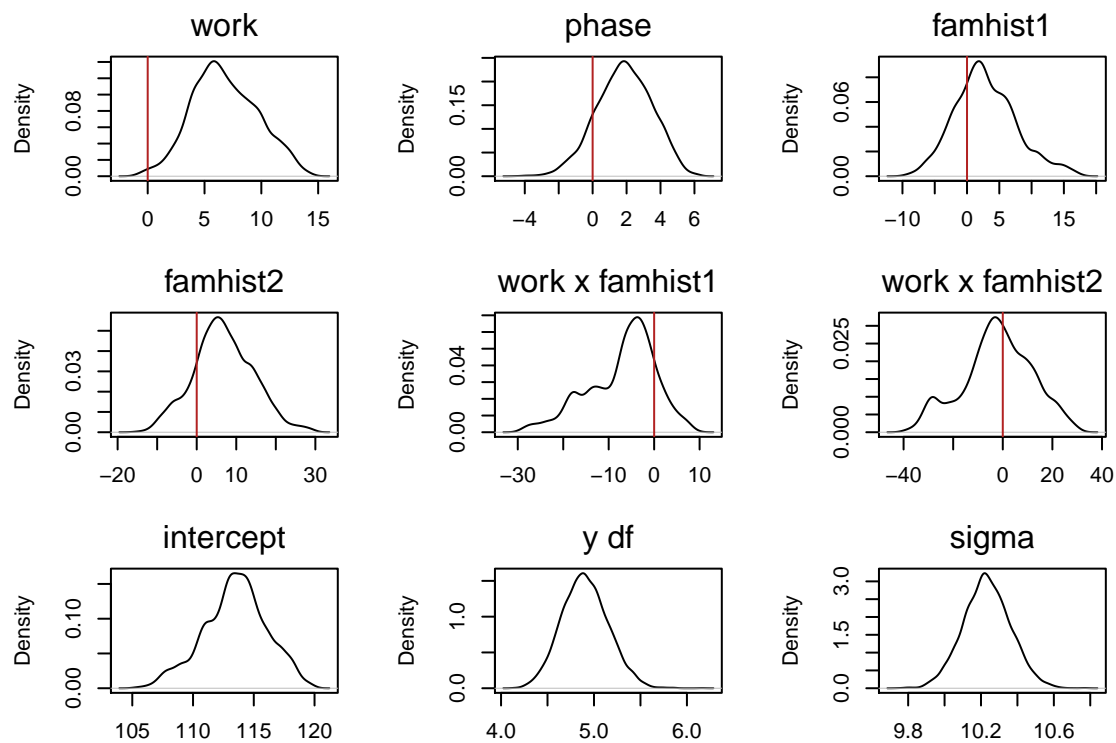 work
Density
0.00 0.08
0 5 10 15
phase
Density
0.00 0.15
−4 0 2 4 6
famhist1
Density
0.00 0.06
−10 0 5 15
famhist2
Density
0.00 0.03
−20 0 10 30
work x famhist1
Density
0.00 0.04
−30 −10 0 10
work x famhist2
Density
0.000 0.025
−40 0 20 40
intercept
Density
0.00 0.10
105 110 115 120
y df
Density
0.0 1.0
4.0 5.0 6.0
sigma
Density
0.0 1.5 3.0
9.8 10.2 10.6